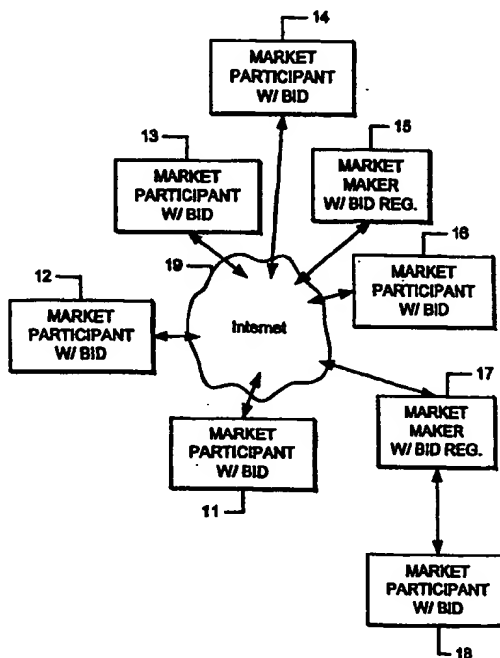 14
MARKET
PARTICIPANT
W/ BID
13
MARKET
PARTICIPANT
W/ BID
15
MARKET
MAKER
W/ BID REG.
12
MARKET
PARTICIPANT
W/ BID
19
Internet
16
MARKET
PARTICIPANT
W/ BID
17
MARKET
MAKER
W/ BID REG.
MARKET
PARTICIPANT
W/ BID
11
MARKET
PARTICIPANT
W/ BID
18